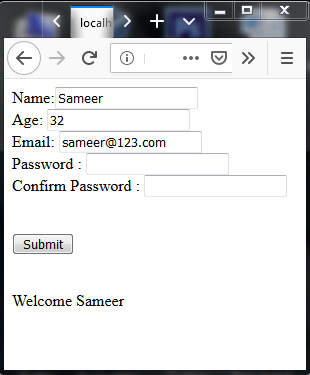 localh
Name: Sameer
Age: 32
Email: sameer@123.com
Password :
Confirm Password :
Submit
Welcome Sameer